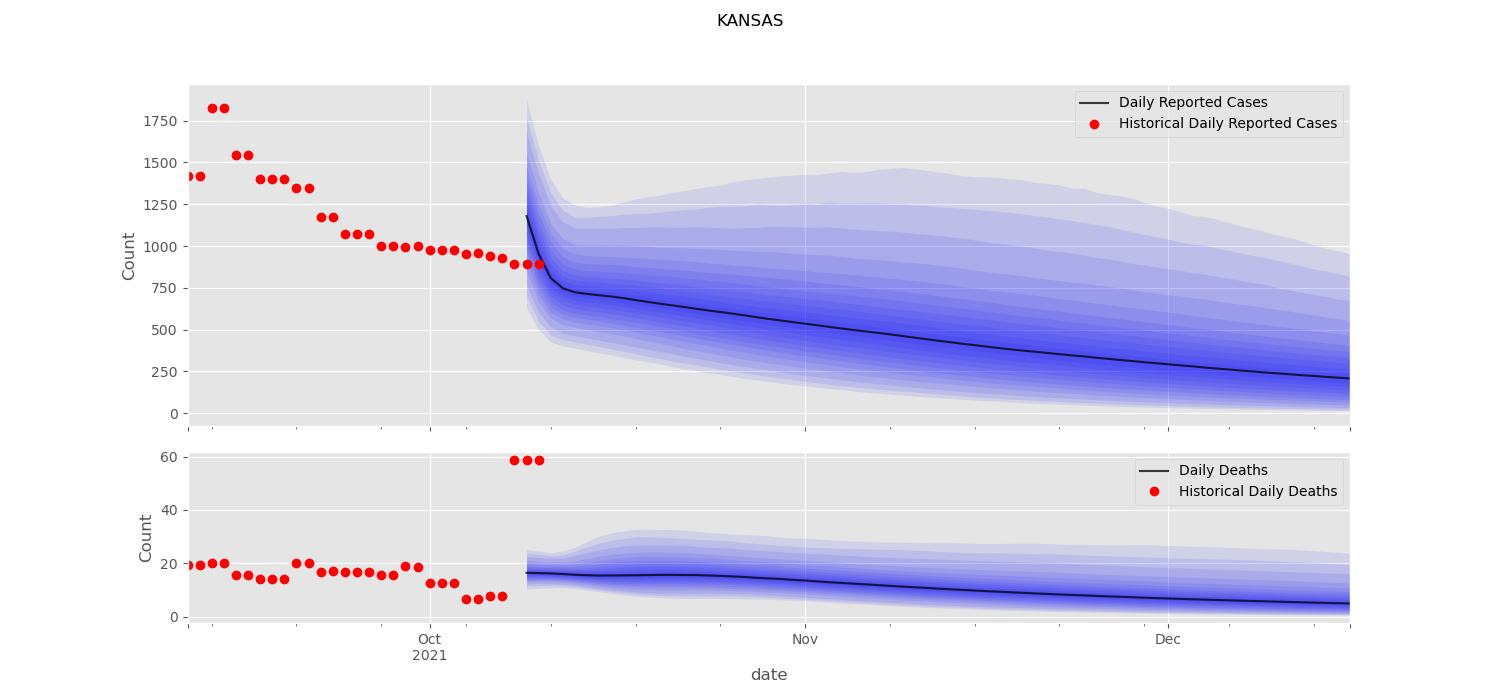 KANSAS
Daily Reported Cases
Historical Daily Reported Cases
1750
1500
1250
1000
750
500
250
0
Count
Daily Deaths
Historical Daily Deaths
60
40
20
0
Count
Oct
2021
Nov
Dec
date